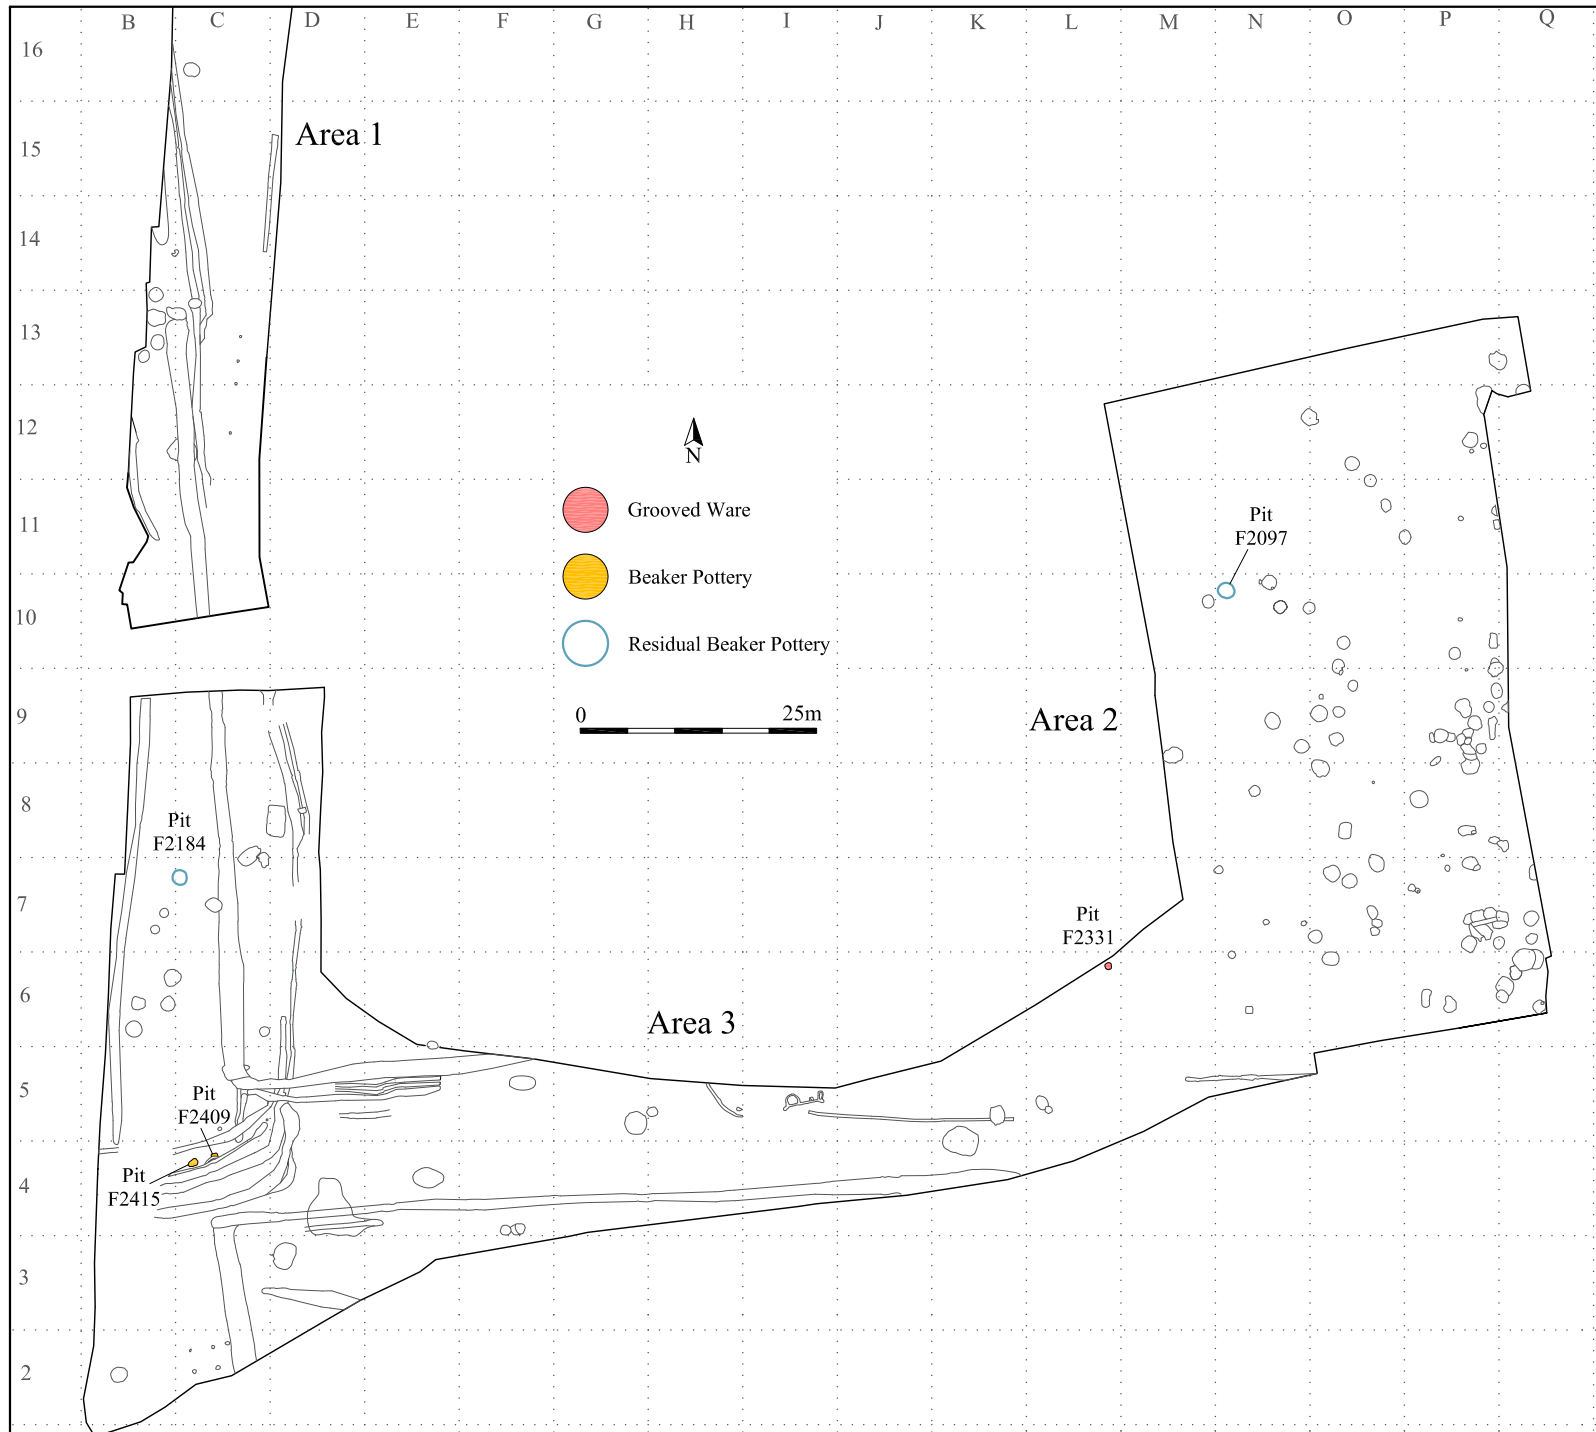 B C D E F G H I J K L M N O P Q
16
Area 1
15
14
13
12
N
Grooved Ware
11
Pit
F2097
Beaker Pottery
10
Residual Beaker Pottery
9
0 25m
Area 2
8
Pit
F2184
7
Pit
F2331
6
Area 3
5
Pit
F2409
4
Pit
F2415
3
2